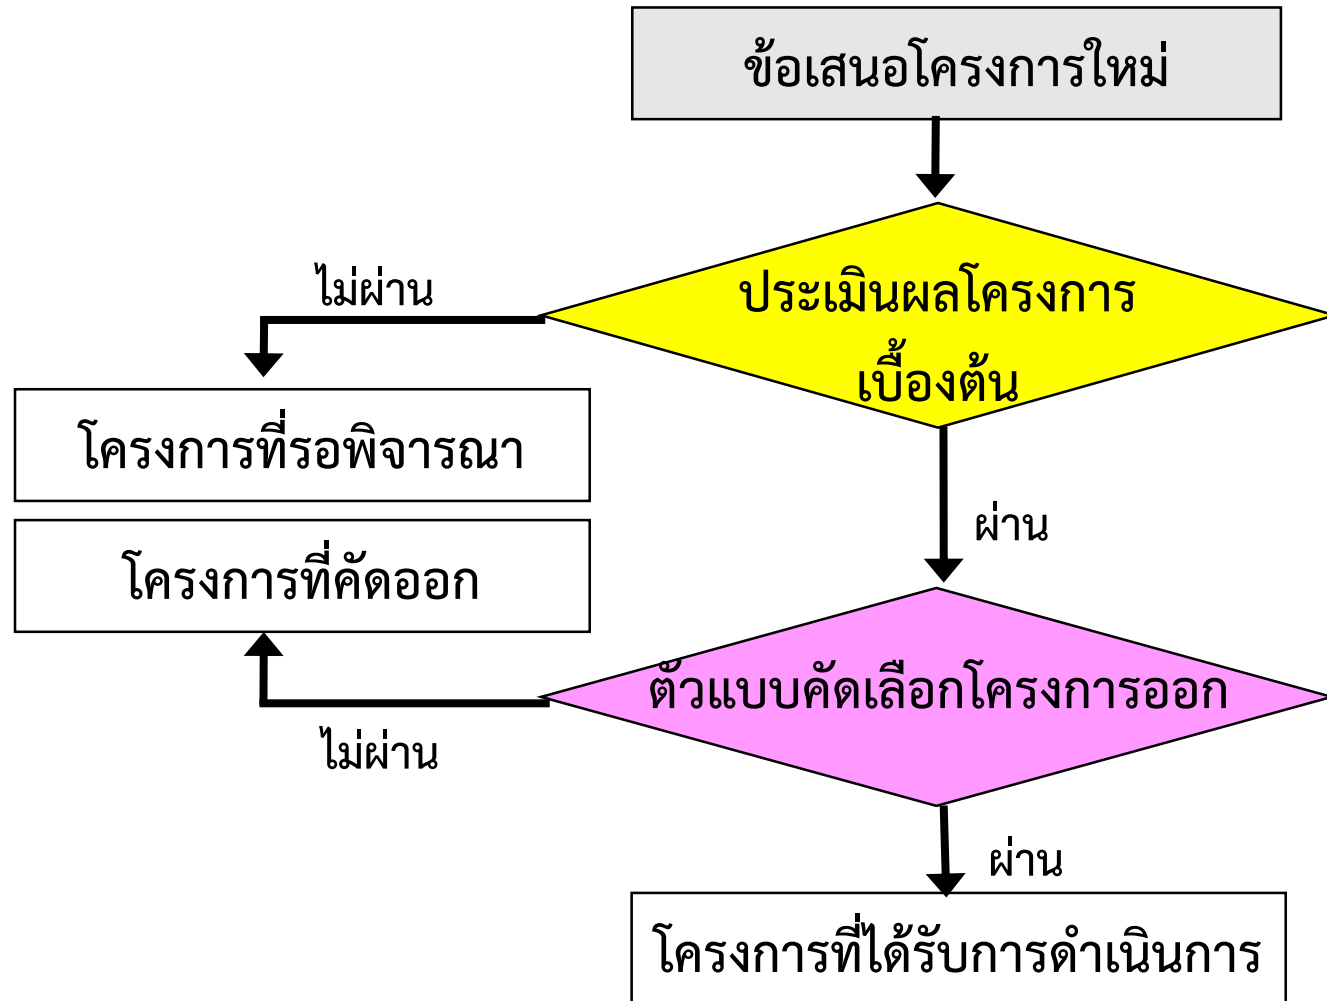 ข้อเสนอโครงการใหม่
ไม่ผ่าน
ประเมินผลโครงการ
เบื้องต้น
โครงการที่รอพิจารณา
ผ่าน
โครงการที่คัดออก
ตัวแบบคัดเลือกโครงการออก
ไม่ผ่าน
ผ่าน
โครงการที่ได้รับการดำเนินการ